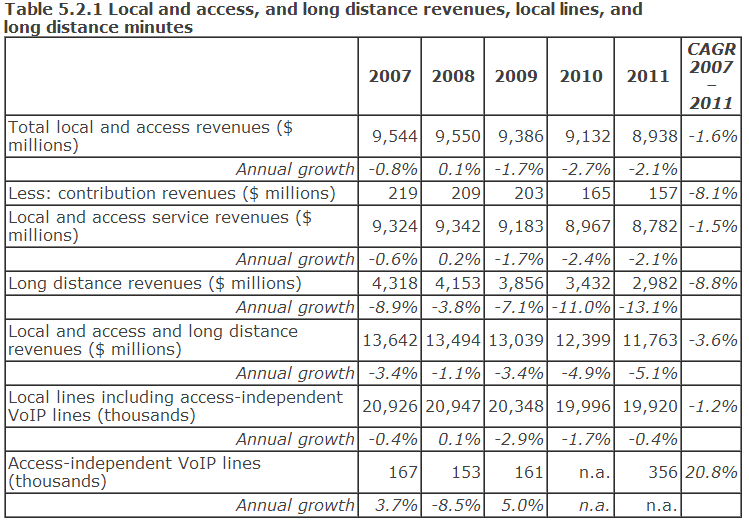 Table 5.2.1 Local and access, and long distance revenues, local lines, and
long distance minutes
2007 2008 2009 2010 2011 CAGR 2007 – 2011
Total local and access revenues ($ millions) 9,544 9,550 9,386 9,132 8,938 -1.6%
Annual growth -0.8% 0.1% -1.7% -2.7% -2.1%
Less: contribution revenues ($ millions) 219 209 203 165 157 -8.1%
Local and access service revenues ($ millions) 9,324 9,342 9,183 8,967 8,782 -1.5%
Annual growth -0.6% 0.2% -1.7% -2.4% -2.1%
Long distance revenues ($ millions) 4,318 4,153 3,856 3,432 2,982 -8.8%
Annual growth -8.9% -3.8% -7.1% -11.0% -13.1%
Local and access and long distance revenues ($ millions) 13,642 13,494 13,039 12,399 11,763 -3.6%
Annual growth -3.4% -1.1% -3.4% -4.9% -5.1%
Local lines including access-independent VoIP lines (thousands) 20,926 20,947 20,348 19,996 19,920 -1.2%
Annual growth -0.4% 0.1% -2.9% -1.7% -0.4%
Access-independent VoIP lines (thousands) 167 153 161 n.a. 356 20.8%
Annual growth 3.7% -8.5% 5.0% n.a. n.a.